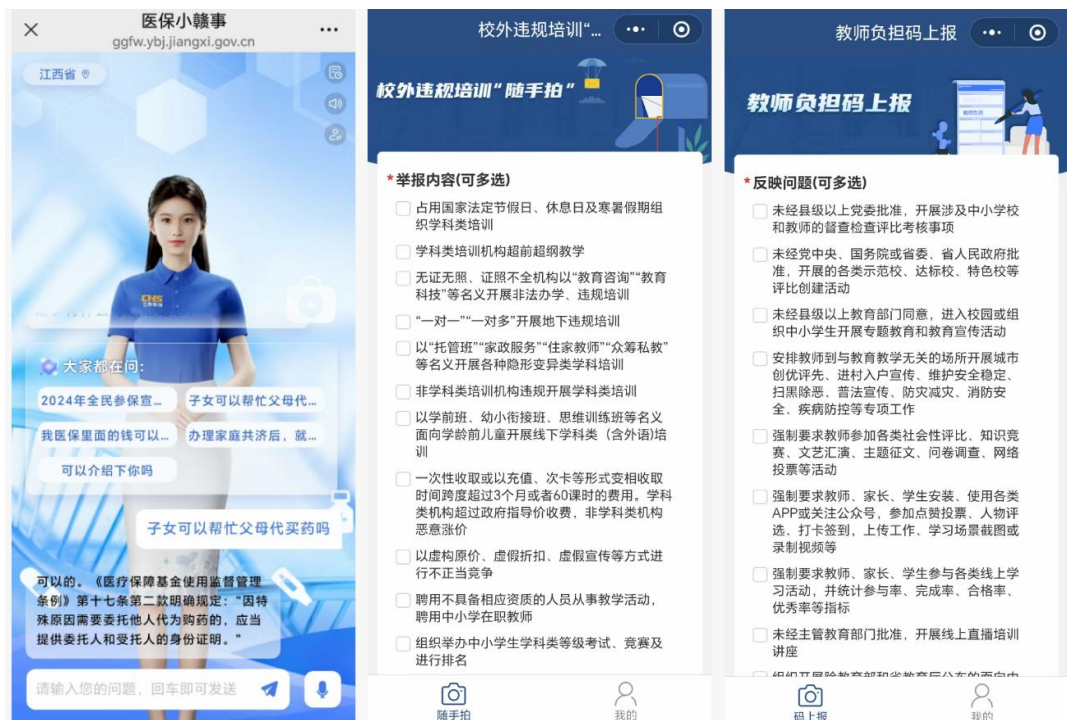 医保小赣事
ggfw.ybj.jiangxi.gov.cn
江西省
大家都在问:
2024年全民参保宣...
子女可以帮忙父母代...
我医保里面的钱可以...
办理家庭共济后，就...
可以介绍下你吗
子女可以帮忙父母代买药吗
可以的。《医疗保障基金使用监督管理
条例》第十七条第二款明确规定："因特
殊原因需要委托他人代为购药的，应当
提供委托人和受托人的身份证明。"
请输入您的问题，回车即可发送
校外违规培训"...
校外违规培训"随手拍"
*举报内容(可多选)
占用国家法定节假日、休息日及寒暑假期组
织学科类培训
学科类培训机构超前超纲教学
无证无照、证照不全机构以"教育咨询""教育
科技"等名义开展非法办学、违规培训
"一对一""一对多"开展地下违规培训
以"托管班""家政服务""住家教师""众筹私教"
等名义开展各种隐形变异类学科培训
非学科类培训机构违规开展学科类培训
以学前班、幼小衔接班、思维训练班等名义
面向学龄前儿童开展线下学科类（含外语)培
训
一次性收取或以充值、次卡等形式变相收取
时间跨度超过3个月或者60课时的费用。学科
类机构超过政府指导价收费，非学科类机构
恶意涨价
以虚构原价、虚假折扣、虚假宣传等方式进
行不正当竞争
聘用不具备相应资质的人员从事教学活动，
聘用中小学在职教师
组织举办中小学生学科类等级考试、竞赛及
进行排名
随手拍
我的
教师负担码上报
教师负担码上报
*反映问题(可多选)
未经县级以上党委批准，开展涉及中小学校
和教师的督查检查评比考核事项
未经党中央、国务院或省委、省人民政府批
准，开展的各类示范校、达标校、特色校等
评比创建活动
未经县级以上教育部门同意，进入校园或组
织中小学生开展专题教育和教育宣传活动
安排教师到与教育教学无关的场所开展城市
创优评先、进村入户宣传、维护安全稳定、
扫黑除恶、普法宣传、防灾减灾、消防安
全、疾病防控等专项工作
强制要求教师参加各类社会性评比、知识竞
赛、文艺汇演、主题征文、问卷调查、网络
投票等活动
强制要求教师、家长、学生安装、使用各类
APP或关注公众号，参加点赞投票、人物评
选、打卡签到，上传工作、学习场景截图或
录制视频等
强制要求教师、家长、学生参与各类线上学
习活动，并统计参与率、完成率、合格率、
优秀率等指标
未经主管教育部门批准，开展线上直播培训
讲座
码上报
我的